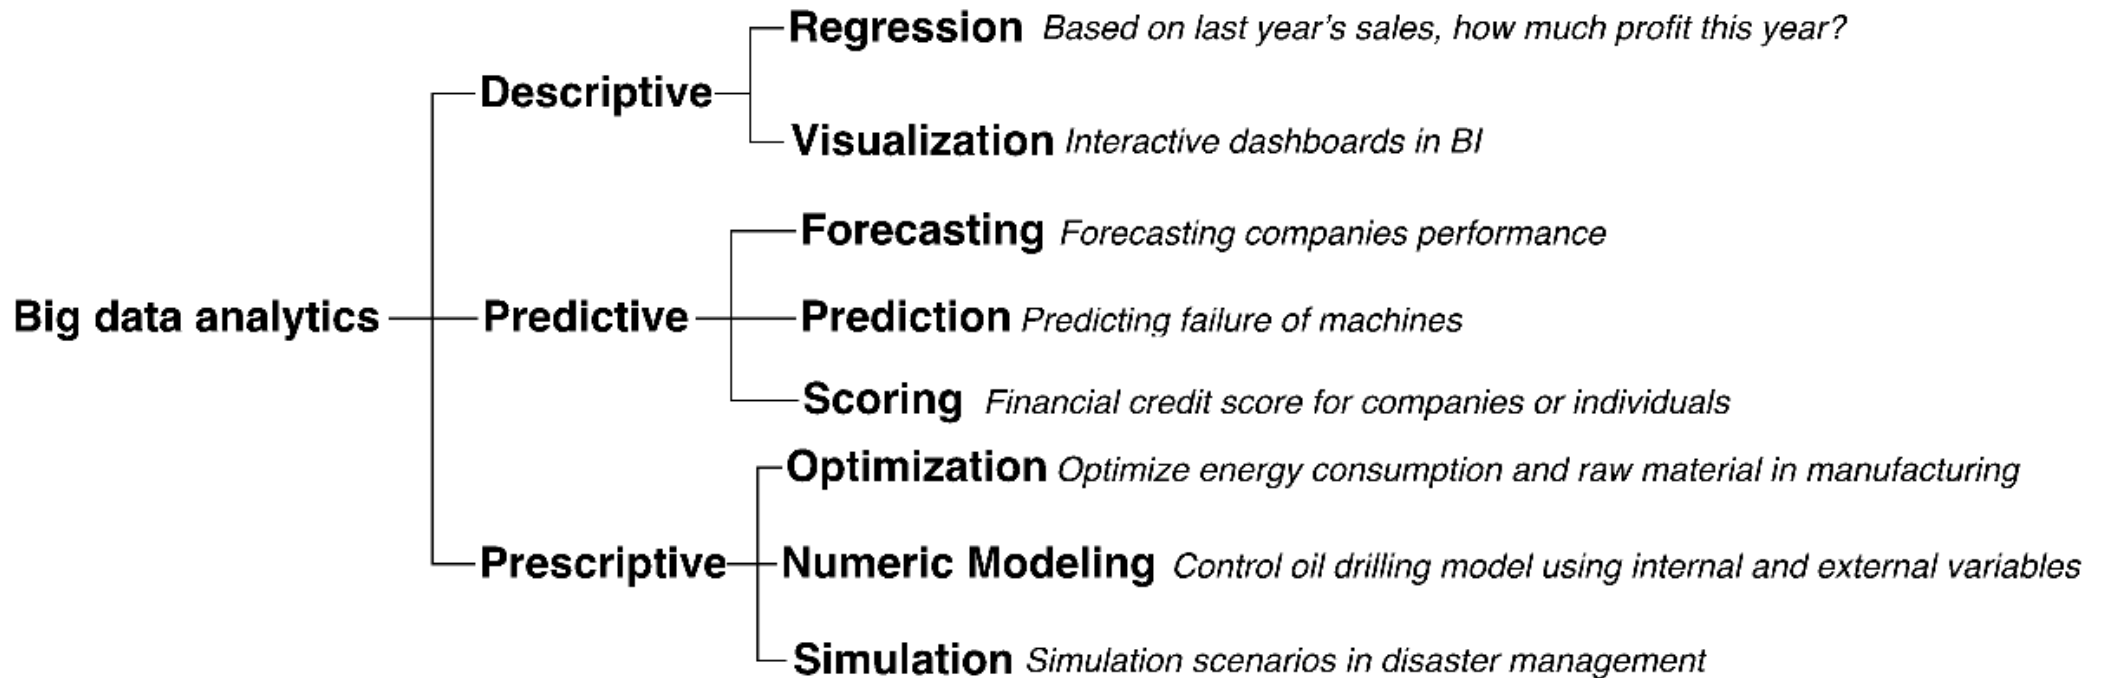 Regression Based on last year's sales, how much profit this year?
Descriptive
Visualization Interactive dashboards in BI
Forecasting Forecasting companies performance
Big data analytics Predictive Prediction Predicting failure of machines
Scoring Financial credit score for companies or individuals
Optimization Optimize energy consumption and raw material in manufacturing
Prescriptive Numeric Modeling Control oil drilling model using internal and external variables
Simulation Simulation scenarios in disaster management